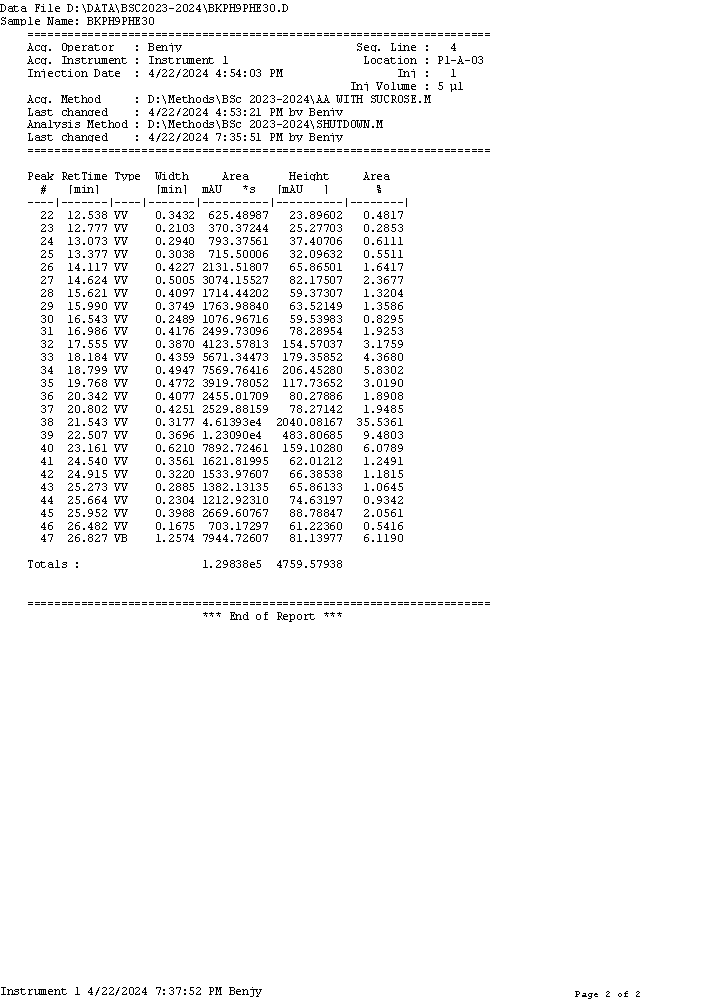 Data File D:\DATA\BSC2023-2024\BKPH9PHE30.D
Sample Name: BKPH9PHE30
=====================================================================
Acq. Operator   : Benjy                          Seq. Line :   4
Acq. Instrument : Instrument 1                    Location : P1-A-03
Injection Date  : 4/22/2024 4:54:03 PM                 Inj :   1
Inj Volume : 5 µl
Acq. Method     : D:\Methods\BSc 2023-2024\AA WITH SUCROSE.M
Last changed    : 4/22/2024 4:53:21 PM by Benjy
Analysis Method : D:\Methods\BSc 2023-2024\SHUTDOWN.M
Last changed    : 4/22/2024 7:35:51 PM by Benjy
=====================================================================
Peak RetTime Type  Width     Area      Height     Area
#   [min]        [min]  mAU   *s   [mAU   ]      %
----|-------|----|-------|----------|----------|--------|
22  12.538 VV    0.3432  625.48987   23.89602   0.4817
23  12.777 VV    0.2103  370.37244   25.27703   0.2853
24  13.073 VV    0.2940  793.37561   37.40706   0.6111
25  13.377 VV    0.3038  715.50006   32.09632   0.5511
26  14.117 VV    0.4227 2131.51807   65.86501   1.6417
27  14.624 VV    0.5005 3074.15527   82.17507   2.3677
28  15.621 VV    0.4097 1714.44202   59.37307   1.3204
29  15.990 VV    0.3749 1763.98840   63.52149   1.3586
30  16.543 VV    0.2489 1076.96716   59.53983   0.8295
31  16.986 VV    0.4176 2499.73096   78.28954   1.9253
32  17.555 VV    0.3870 4123.57813  154.57037   3.1759
33  18.184 VV    0.4359 5671.34473  179.35852   4.3680
34  18.799 VV    0.4947 7569.76416  206.45280   5.8302
35  19.768 VV    0.4772 3919.78052  117.73652   3.0190
36  20.342 VV    0.4077 2455.01709   80.27886   1.8908
37  20.802 VV    0.4251 2529.88159   78.27142   1.9485
38  21.543 VV    0.3177 4.61393e4  2040.08167  35.5361
39  22.507 VV    0.3696 1.23090e4   483.80685   9.4803
40  23.161 VV    0.6210 7892.72461  159.10280   6.0789
41  24.540 VV    0.3561 1621.81995   62.01212   1.2491
42  24.915 VV    0.3220 1533.97607   66.38538   1.1815
43  25.273 VV    0.2885 1382.13135   65.86133   1.0645
44  25.664 VV    0.2304 1212.92310   74.63197   0.9342
45  25.952 VV    0.3988 2669.60767   88.78847   2.0561
46  26.482 VV    0.1675  703.17297   61.22360   0.5416
47  26.827 VB    1.2574 7944.72607   81.13977   6.1190
Totals :                  1.29838e5  4759.57938
=====================================================================
*** End of Report ***
Instrument 1 4/22/2024 7:37:52 PM Benjy                    Page 2 of 2